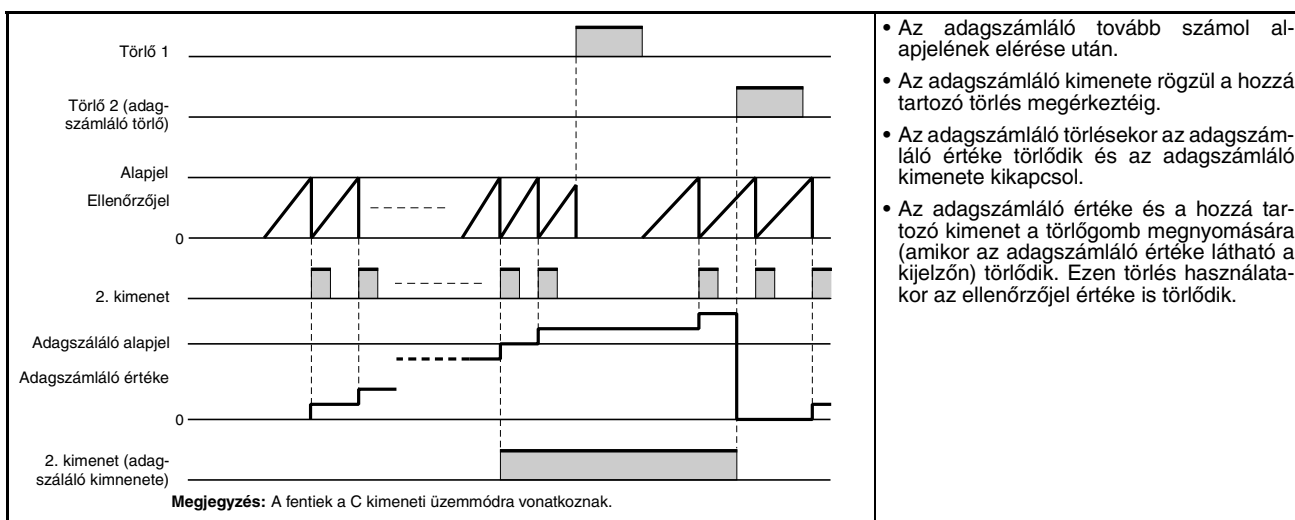 Törlő 1
Törlő 2 (adag-
számláló törlő)
Alapjel
Ellenőrzőjel
0
2. kimenet
Adagszáláló alapjel
Adagszámláló értéke
0
2. kimenet (adag-
száláló kimnenete)
Megjegyzés: A fentiek a C kimeneti üzemmódra vonatkoznak.
• Az adagszámláló tovább számol al-
apjelének elérése után.
• Az adagszámláló kimenete rögzül a hozzá
tartozó törlés megérkeztéig.
• Az adagszámláló törlésekor az adagszám-
láló értéke törlődik és az adagszámláló
kimenete kikapcsol.
• Az adagszámláló értéke és a hozzá tar-
tozó kimenet a törlőgomb megnyomására
(amikor az adagszámláló értéke látható a
kijelzőn) törlődik. Ezen törlés használata-
kor az ellenőrzőjel értéke is törlődik.